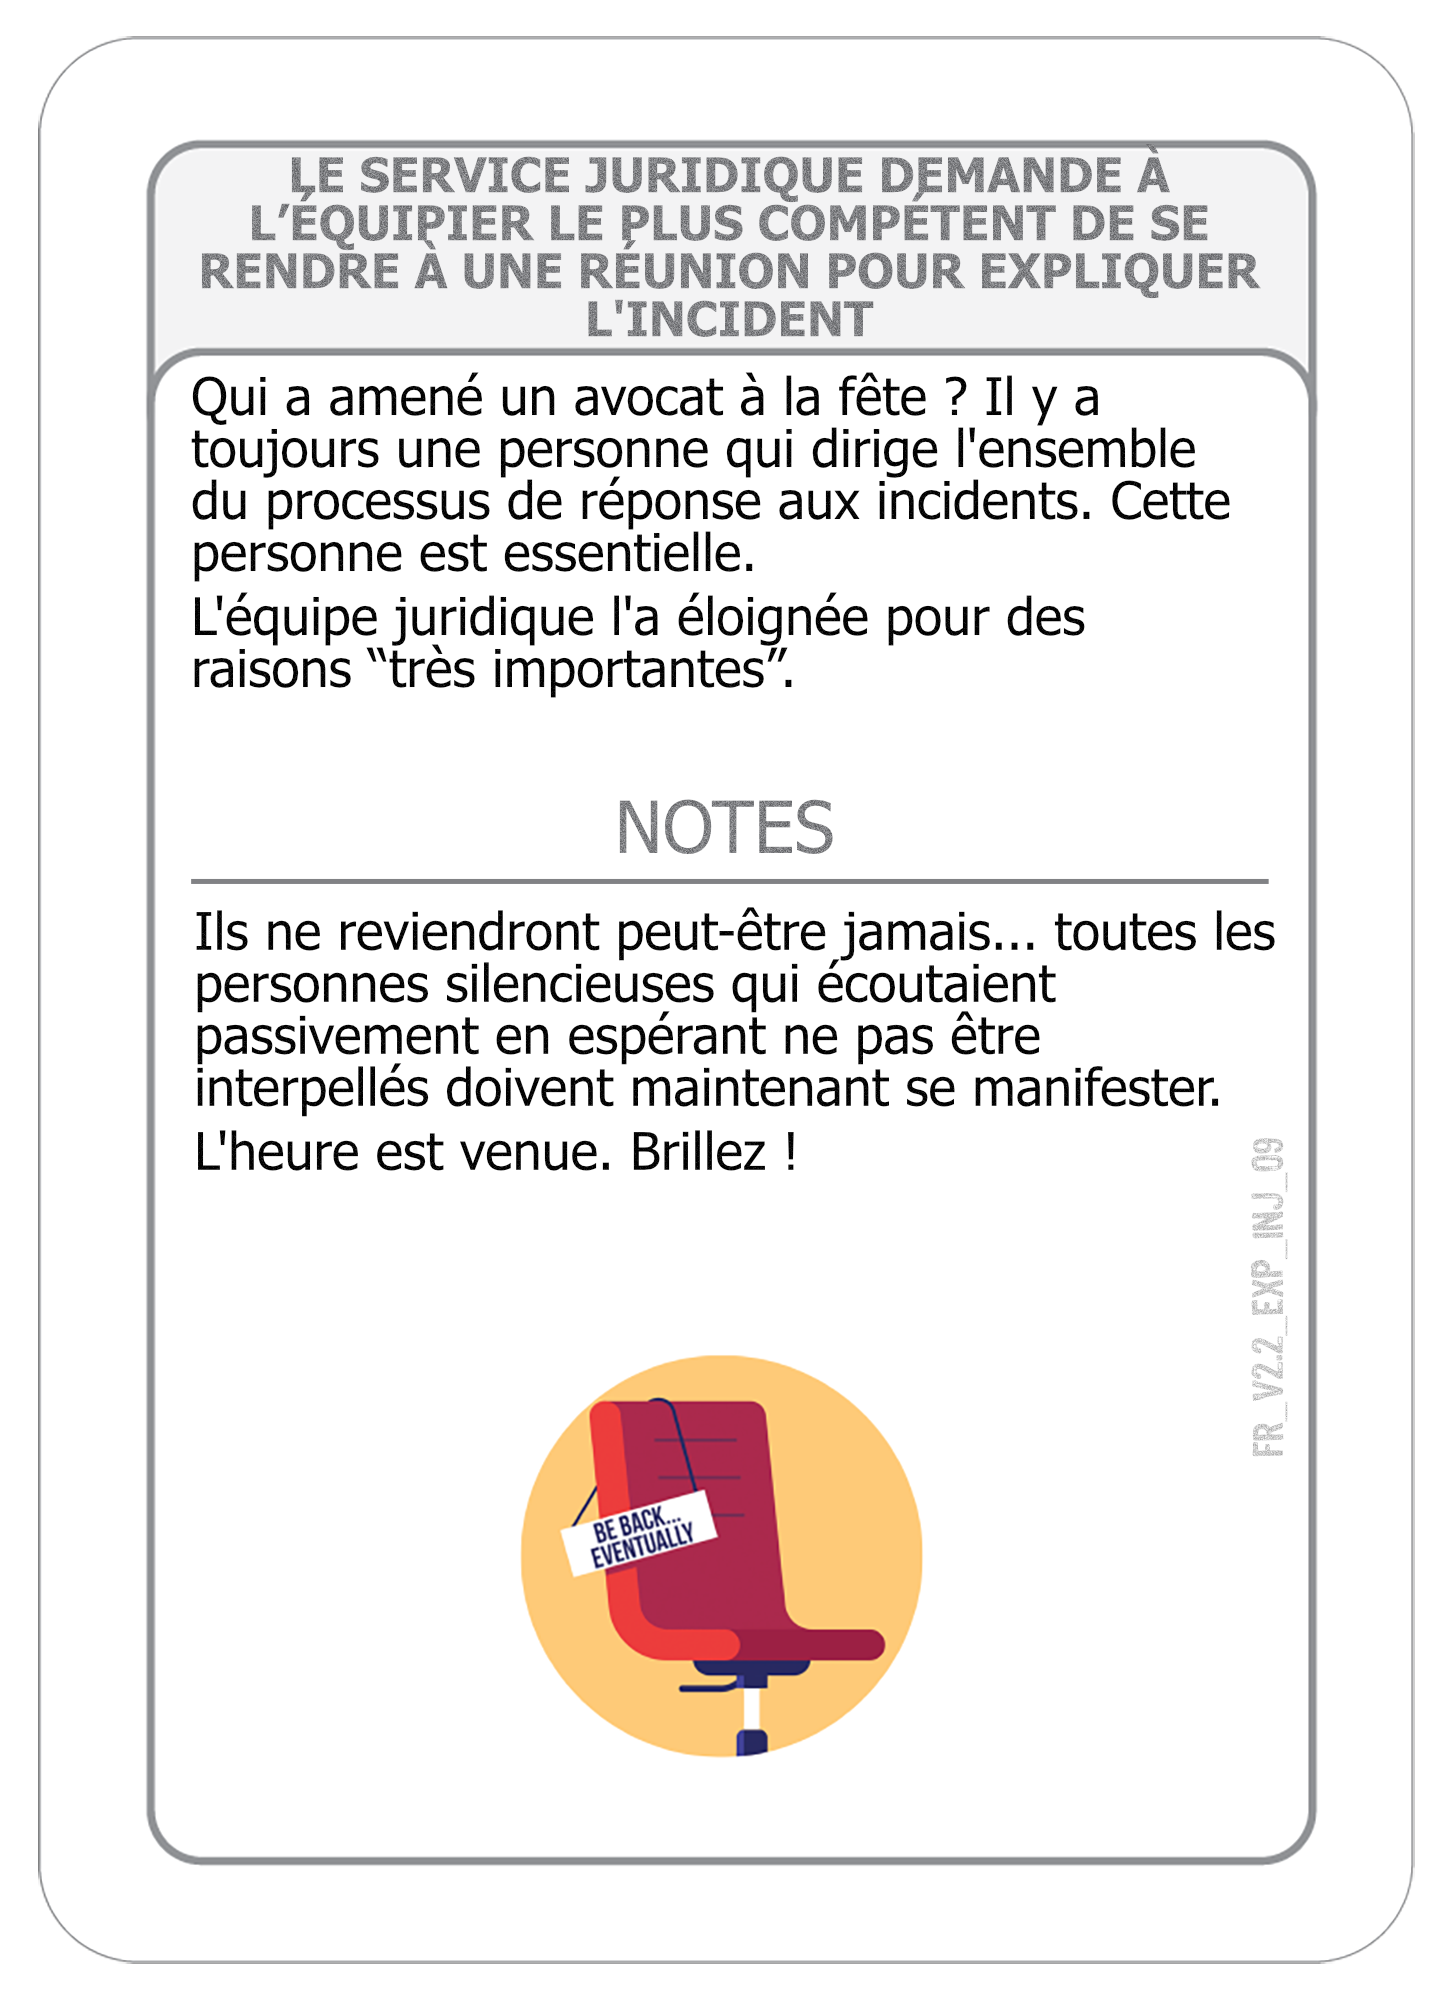 LE SERVICE JURIDIQUE DEMANDE À
L’ÉQUIPIER LE PLUS COMPÉTENT DE SE
RENDRE À UNE RÉUNION POUR EXPLIQUER
L'INCIDENT
Qui a amené un avocat à la fête ? Il y a
toujours une personne qui dirige l'ensemble
du processus de réponse aux incidents. Cette
personne est essentielle.
L'équipe juridique l'a éloignée pour des
raisons “très importantes”.
NOTES
Ils ne reviendront peut-être jamais... toutes les
personnes silencieuses qui écoutaient
passivement en espérant ne pas être
interpellés doivent maintenant se manifester.
L'heure est venue. Brillez !
FR_V2.2_EXP_INJ_09
BE BACK...
EVENTUALLY